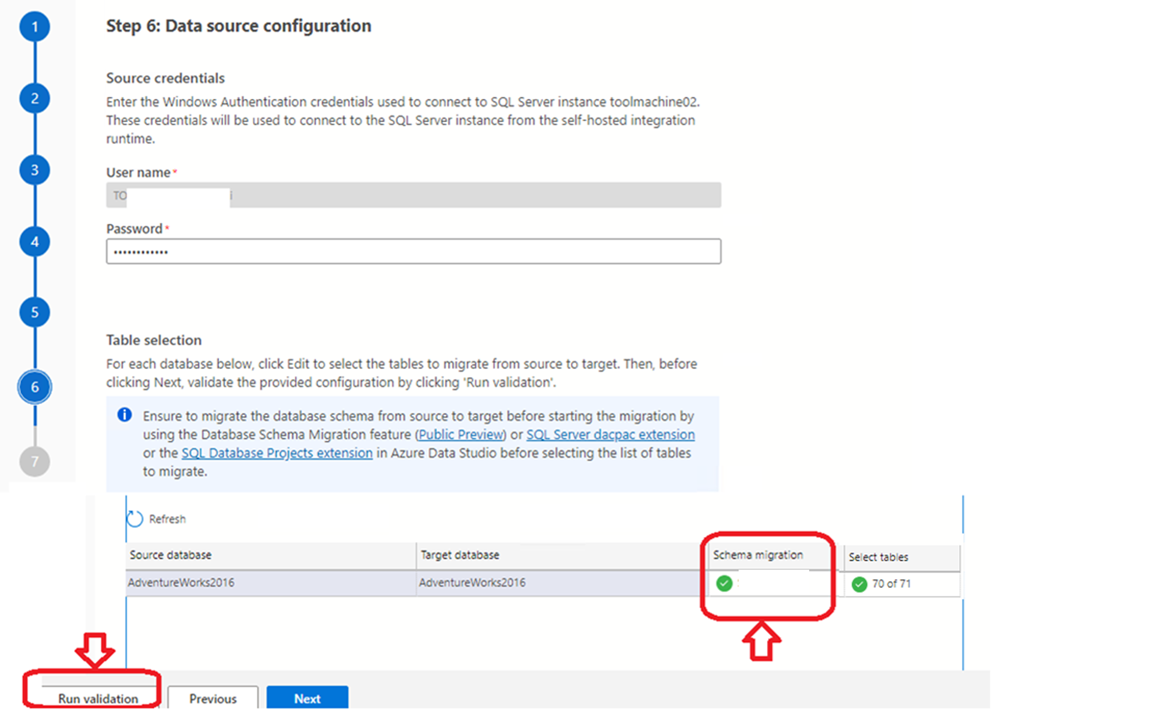 1
Step 6: Data source configuration
Source credentials
2
Enter the Windows Authentication credentials used to connect to SQL Server instance toolmachine02.
These credentials will be used to connect to the SQL Server instance from the self-hosted integration
runtime.
3
User name*
TO
Password*
4
••••••••••••
5
Table selection
For each database below, click Edit to select the tables to migrate from source to target. Then, before
clicking Next, validate the provided configuration by clicking 'Run validation'.
6
Ensure to migrate the database schema from source to target before starting the migration by
using the Database Schema Migration feature (Public Preview) or SQL Server dacpac extension
or the SQL Database Projects extension in Azure Data Studio before selecting the list of tables
to migrate.
7
Refresh
Source database Target database Schema migration Select tables
AdventureWorks2016 AdventureWorks2016 70 of 71
Run validation Previous Next